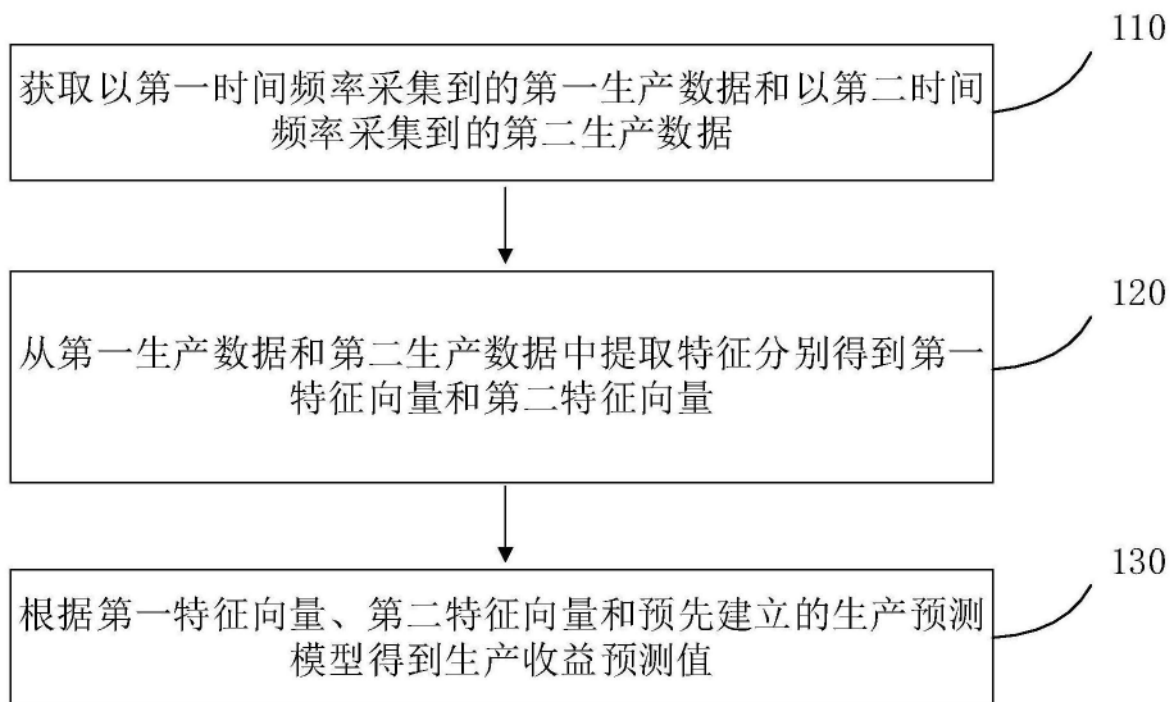 110
获取以第一时间频率采集到的第一生产数据和以第二时间
频率采集到的第二生产数据
120
从第一生产数据和第二生产数据中提取特征分别得到第一
特征向量和第二特征向量
130
根据第一特征向量、第二特征向量和预先建立的生产预测
模型得到生产收益预测值